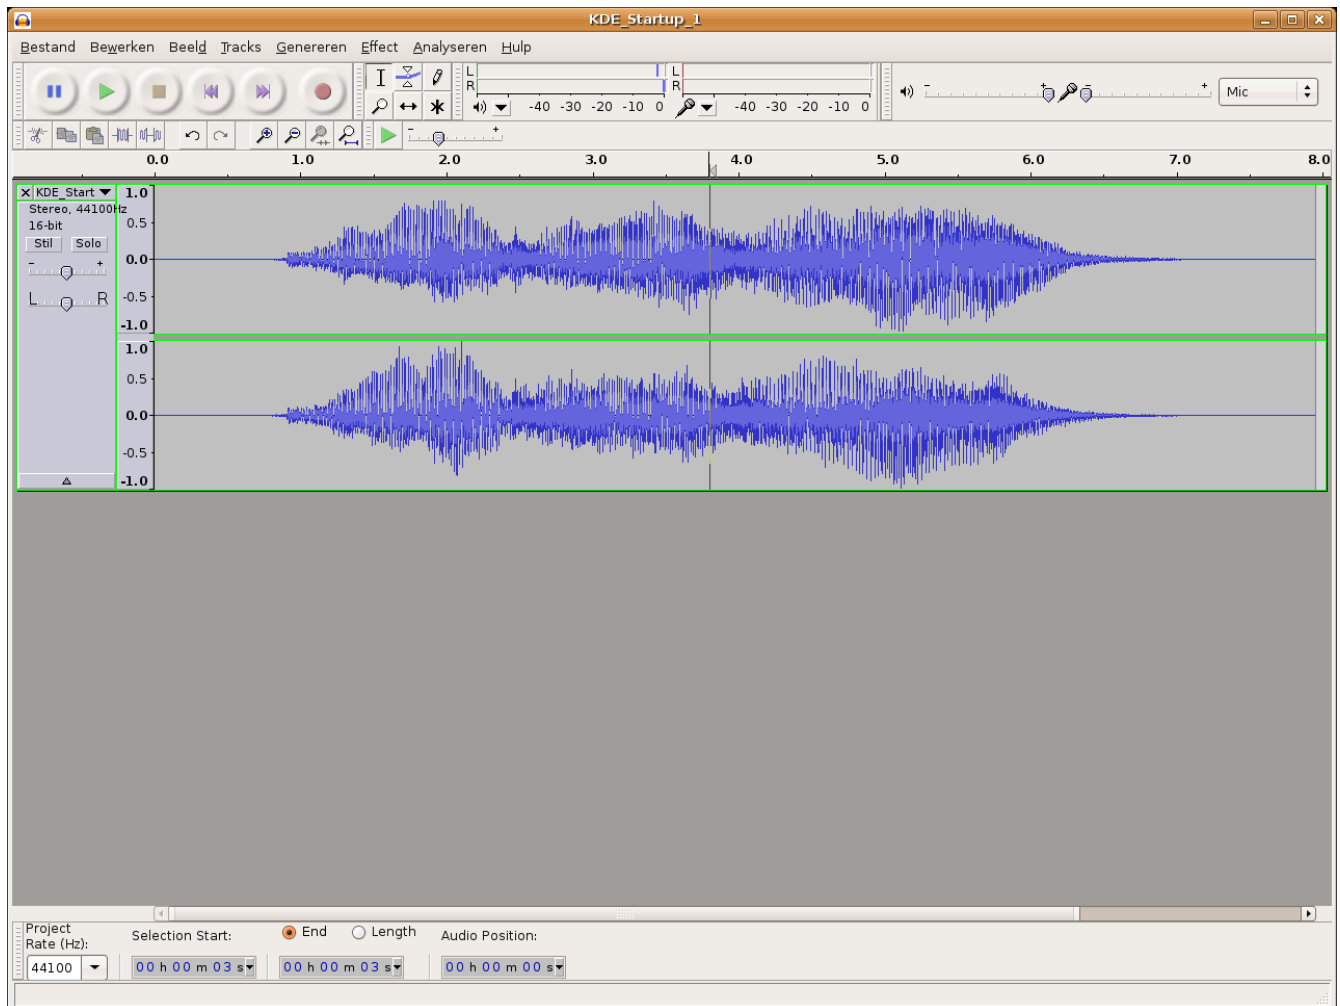 KDE_Startup_1
Bestand Bewerken Beeld Tracks Genereren Effect Analyseren Hulp
L
R
-40 -30 -20 -10 0
L
R
-40 -30 -20 -10 0
- +
- +
Mic
- +
0.0 1.0 2.0 3.0 4.0 5.0 6.0 7.0 8.0
KDE_Start
Stereo, 44100Hz
16-bit
Stil Solo
- +
L R
1.0
0.5
0.0
-0.5
-1.0
1.0
0.5
0.0
-0.5
-1.0
Project
Rate (Hz):
44100
Selection Start:
End Length
Audio Position:
00 h 00 m 03 s
00 h 00 m 03 s
00 h 00 m 00 s